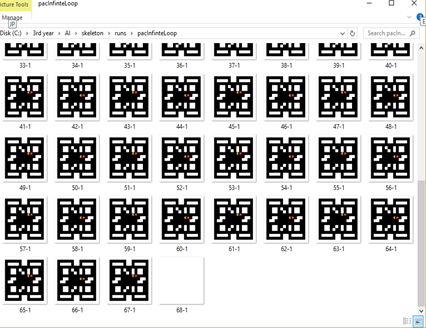 cture Tools
pacInfinteLoop
Manage
JP
Disk (C:) > 3rd year > AI > skeleton > runs > pacInfinteLoop
Search pacIn...
33-1 34-1 35-1 36-1 37-1 38-1 39-1 40-1
41-1 42-1 43-1 44-1 45-1 46-1 47-1 48-1
49-1 50-1 51-1 52-1 53-1 54-1 55-1 56-1
57-1 58-1 59-1 60-1 61-1 62-1 63-1 64-1
65-1 66-1 67-1 68-1